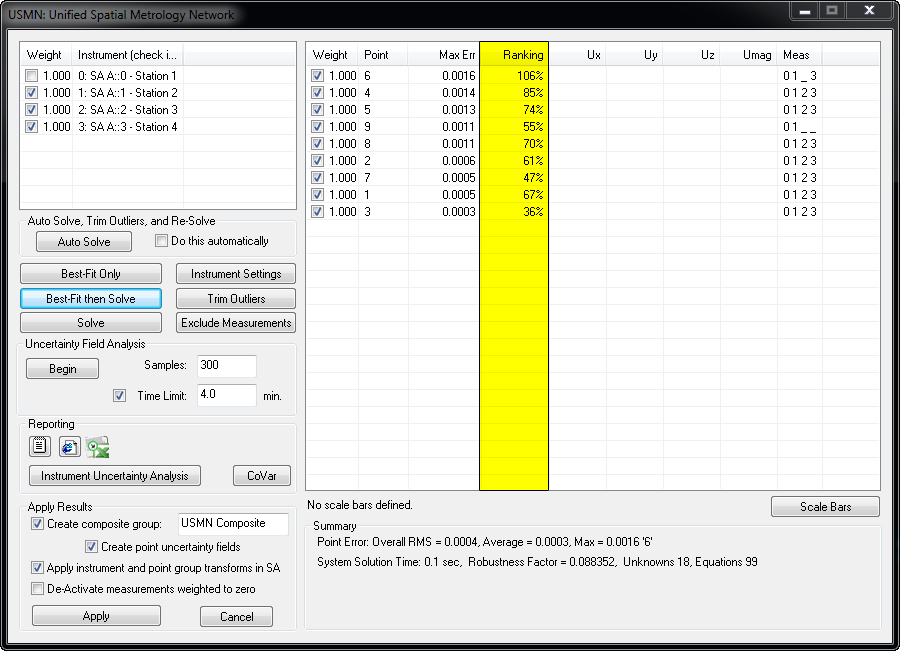 USMN: Unified Spatial Metrology Network
Weight Instrument (check i...
1.000 0: SA A::0 - Station 1
1.000 1: SA A::1 - Station 2
1.000 2: SA A::2 - Station 3
1.000 3: SA A::3 - Station 4
Auto Solve, Trim Outliers, and Re-Solve
Auto Solve Do this automatically
Best-Fit Only Instrument Settings
Best-Fit then Solve Trim Outliers
Solve Exclude Measurements
Uncertainty Field Analysis
Begin Samples: 300
Time Limit: 4.0 min.
Reporting
Instrument Uncertainty Analysis CoVar
Apply Results
Create composite group: USMN Composite
Create point uncertainty fields
Apply instrument and point group transforms in SA
De-Activate measurements weighted to zero
Apply Cancel
Weight Point Max Err Ranking Ux Uy Uz Umag Meas
1.000 6 0.0016 106% 0 1 _ 3
1.000 4 0.0014 85% 0 1 2 3
1.000 5 0.0013 74% 0 1 2 3
1.000 9 0.0011 55% 0 1 _ _
1.000 8 0.0011 70% 0 1 2 3
1.000 2 0.0006 61% 0 1 2 3
1.000 7 0.0005 47% 0 1 2 3
1.000 1 0.0005 67% 0 1 2 3
1.000 3 0.0003 36% 0 1 2 3
No scale bars defined. Scale Bars
Summary
Point Error: Overall RMS = 0.0004, Average = 0.0003, Max = 0.0016 '6'
System Solution Time: 0.1 sec, Robustness Factor = 0.088352, Unknowns 18, Equations 99